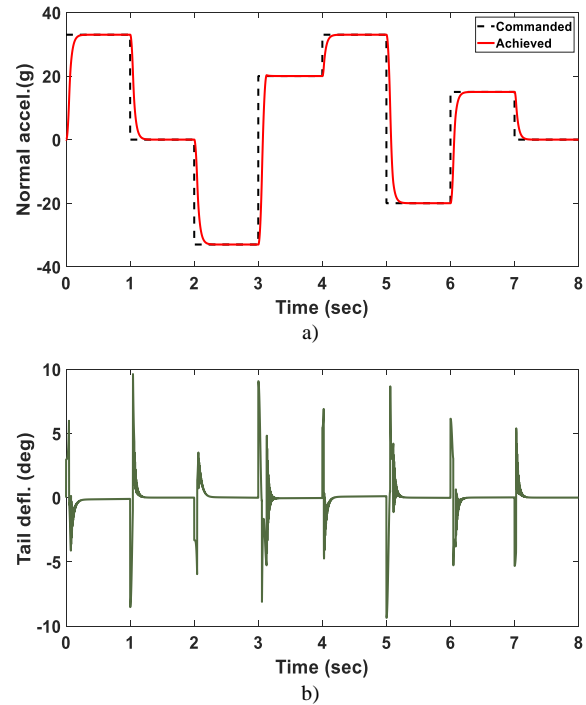 a)
Commanded
Achieved
Normal accel.(g)
40
20
0
-20
-40
0 1 2 3 4 5 6 7 8
Time (sec)
a)
Tail defl. (deg)
10
5
0
-5
-10
0 1 2 3 4 5 6 7 8
Time (sec)
b)